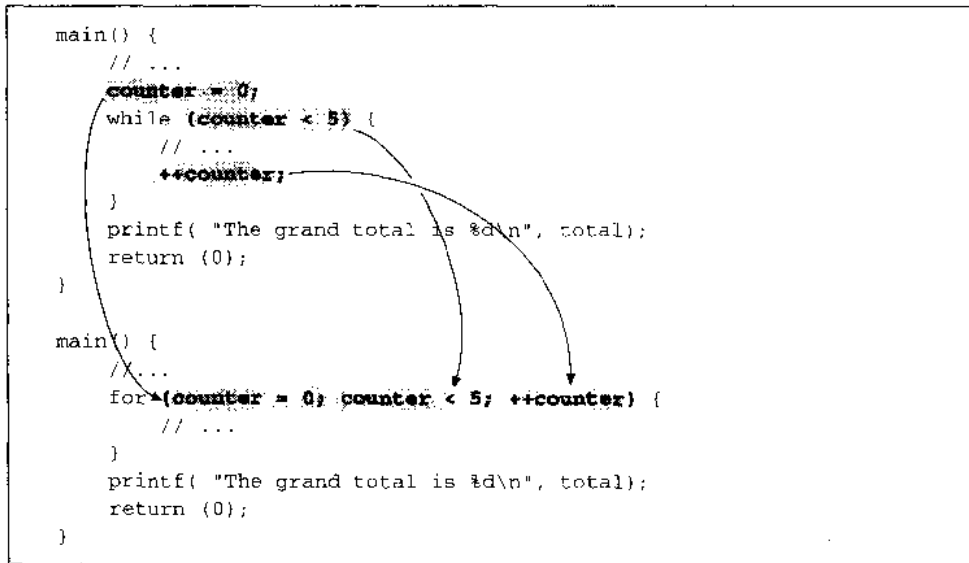 main() {
// ...
counter = 0;
while (counter < 5) {
// ...
++counter;
}
printf( "The grand total is %d\n", total);
return (0);
}
main() {
//...
for (counter = 0; counter < 5; ++counter) {
// ...
}
printf( "The grand total is %d\n", total);
return (0);
}